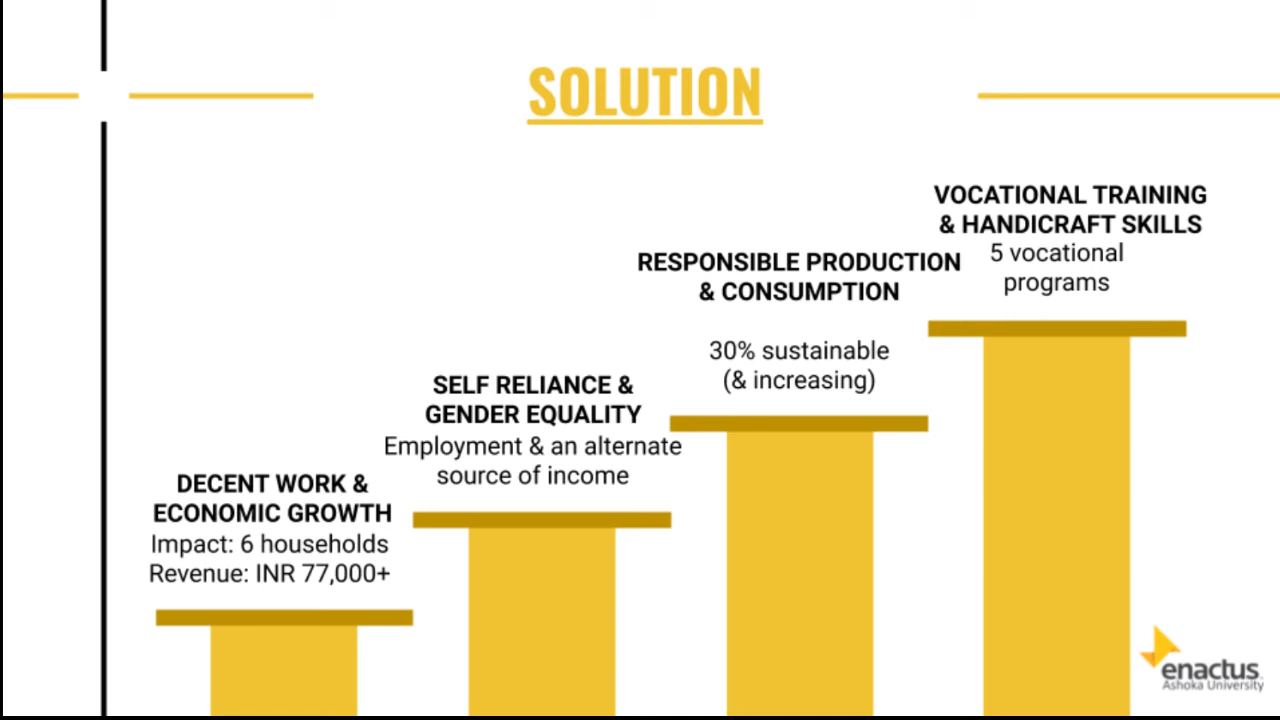 SOLUTION
VOCATIONAL TRAINING
& HANDICRAFT SKILLS
5 vocational
programs
RESPONSIBLE PRODUCTION
& CONSUMPTION
30% sustainable
(& increasing)
SELF RELIANCE &
GENDER EQUALITY
Employment & an alternate
source of income
DECENT WORK &
ECONOMIC GROWTH
Impact: 6 households
Revenue: INR 77,000+
enactus
Ashoka University